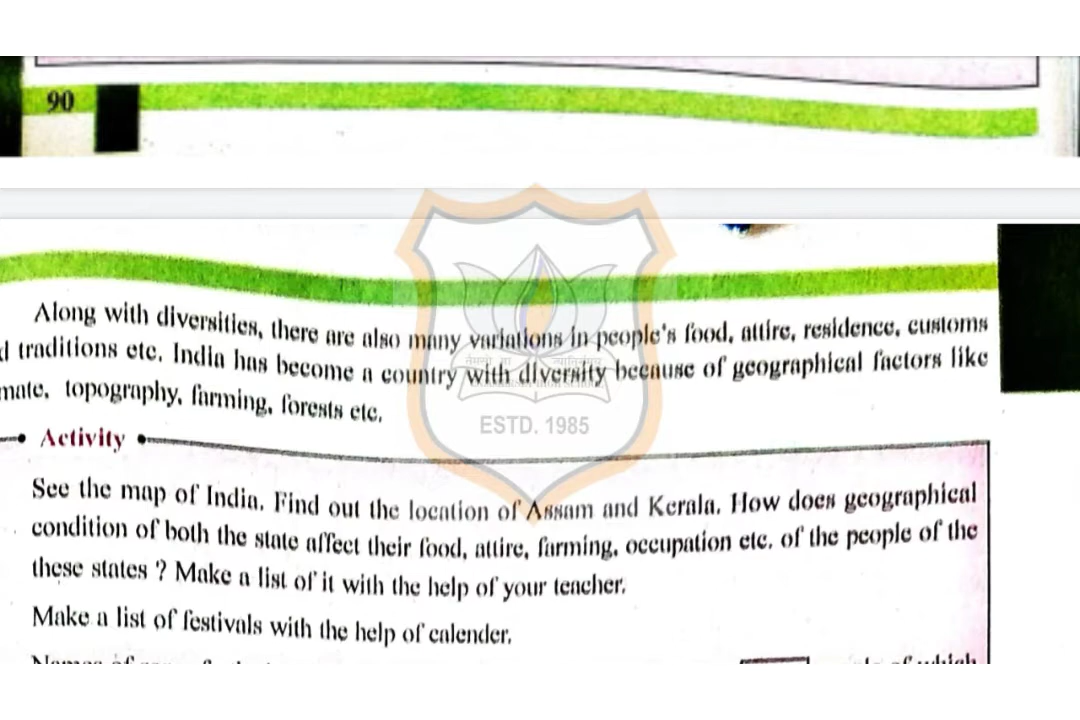 90
Along with diversities, there are also many variations in people's food, attire, residence, customs
traditions etc. India has become a country with diversity because of geographical factors like
topography, farming, forests etc.
ESTD. 1985
Activity
See the map of India. Find out the location of Assam and Kerala. How does geographical
condition of both the state affect their food, attire, farming, occupation etc. of the people of the
these states ? Make a list of it with the help of your teacher.
Make a list of festivals with the help of calender.